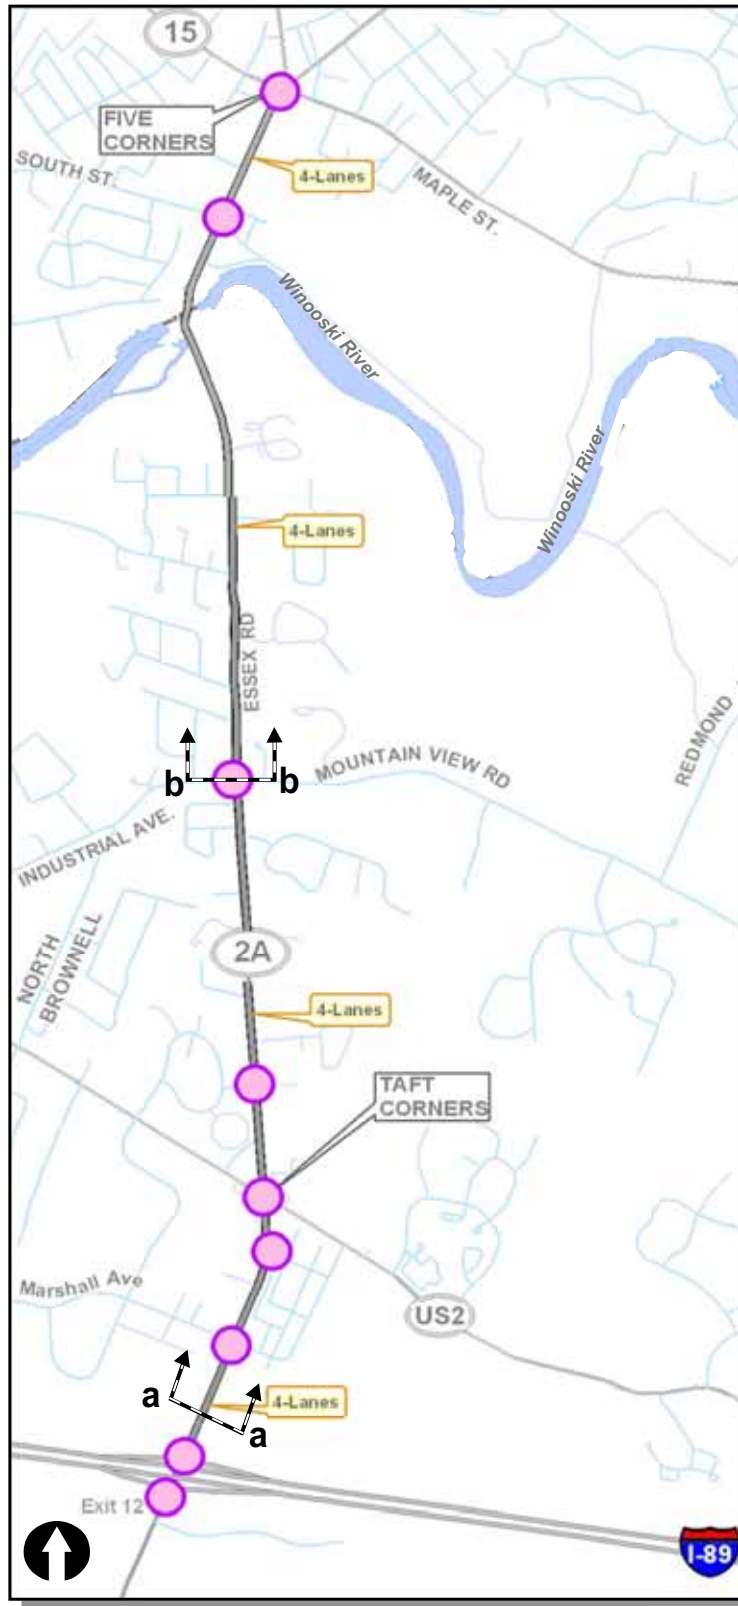 15
FIVE
CORNERS
SOUTH ST.
4-Lanes
MAPLE ST.
Winooski River
Winooski River
4-Lanes
ESSEX RD
REDMOND
b
b
MOUNTAIN VIEW RD
INDUSTRIAL AVE.
NORTH
BROWNELL
2A
4-Lanes
TAFT
CORNERS
Marshall Ave
US2
a
4-Lanes
a
Exit 12
I-89